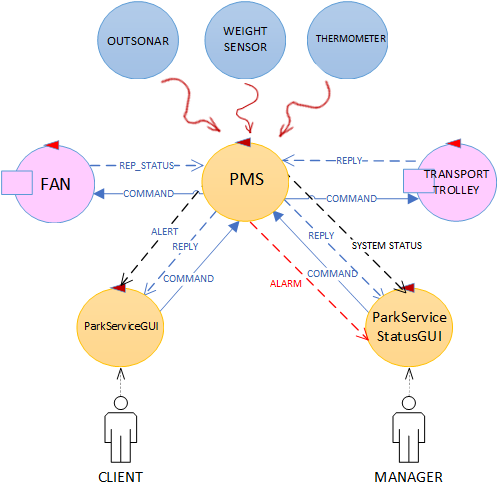 OUTSONAR
WEIGHT
SENSOR
THERMOMETER
FAN
REP_STATUS
COMMAND
PMS
REPLY
COMMAND
TRANSPORT
TROLLEY
ALERT
REPLY
COMMAND
ALARM
REPLY
COMMAND
SYSTEM STATUS
ParkServiceGUI
ParkService
StatusGUI
CLIENT
MANAGER